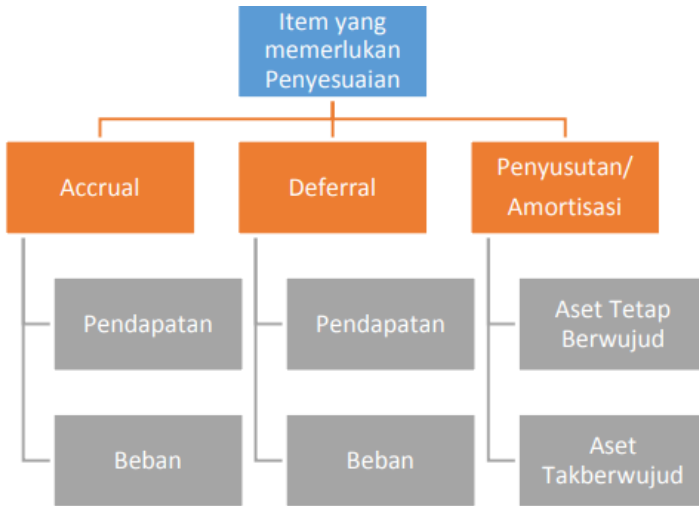 Item yang
memerlukan
Penyesuaian
Accrual
Deferral
Penyusutan/
Amortisasi
Pendapatan
Pendapatan
Aset Tetap
Berwujud
Beban
Beban
Aset
Takberwujud